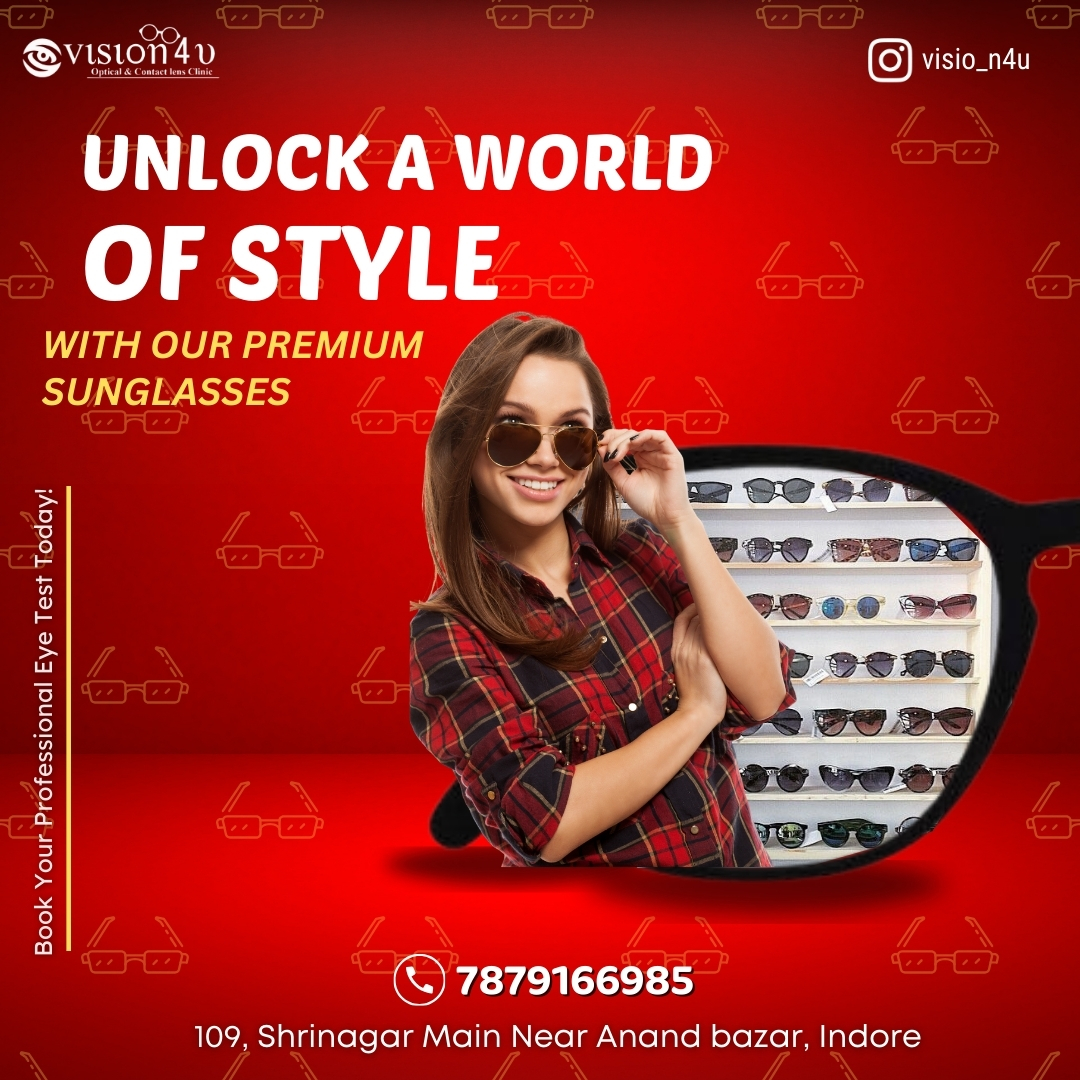 vision4u
Optical & Contact lens Clinic
visio_n4u
UNLOCK A WORLD
OF STYLE
WITH OUR PREMIUM
SUNGLASSES
Book Your Professional Eye Test Today!
7879166985
109, Shrinagar Main Near Anand bazar, Indore